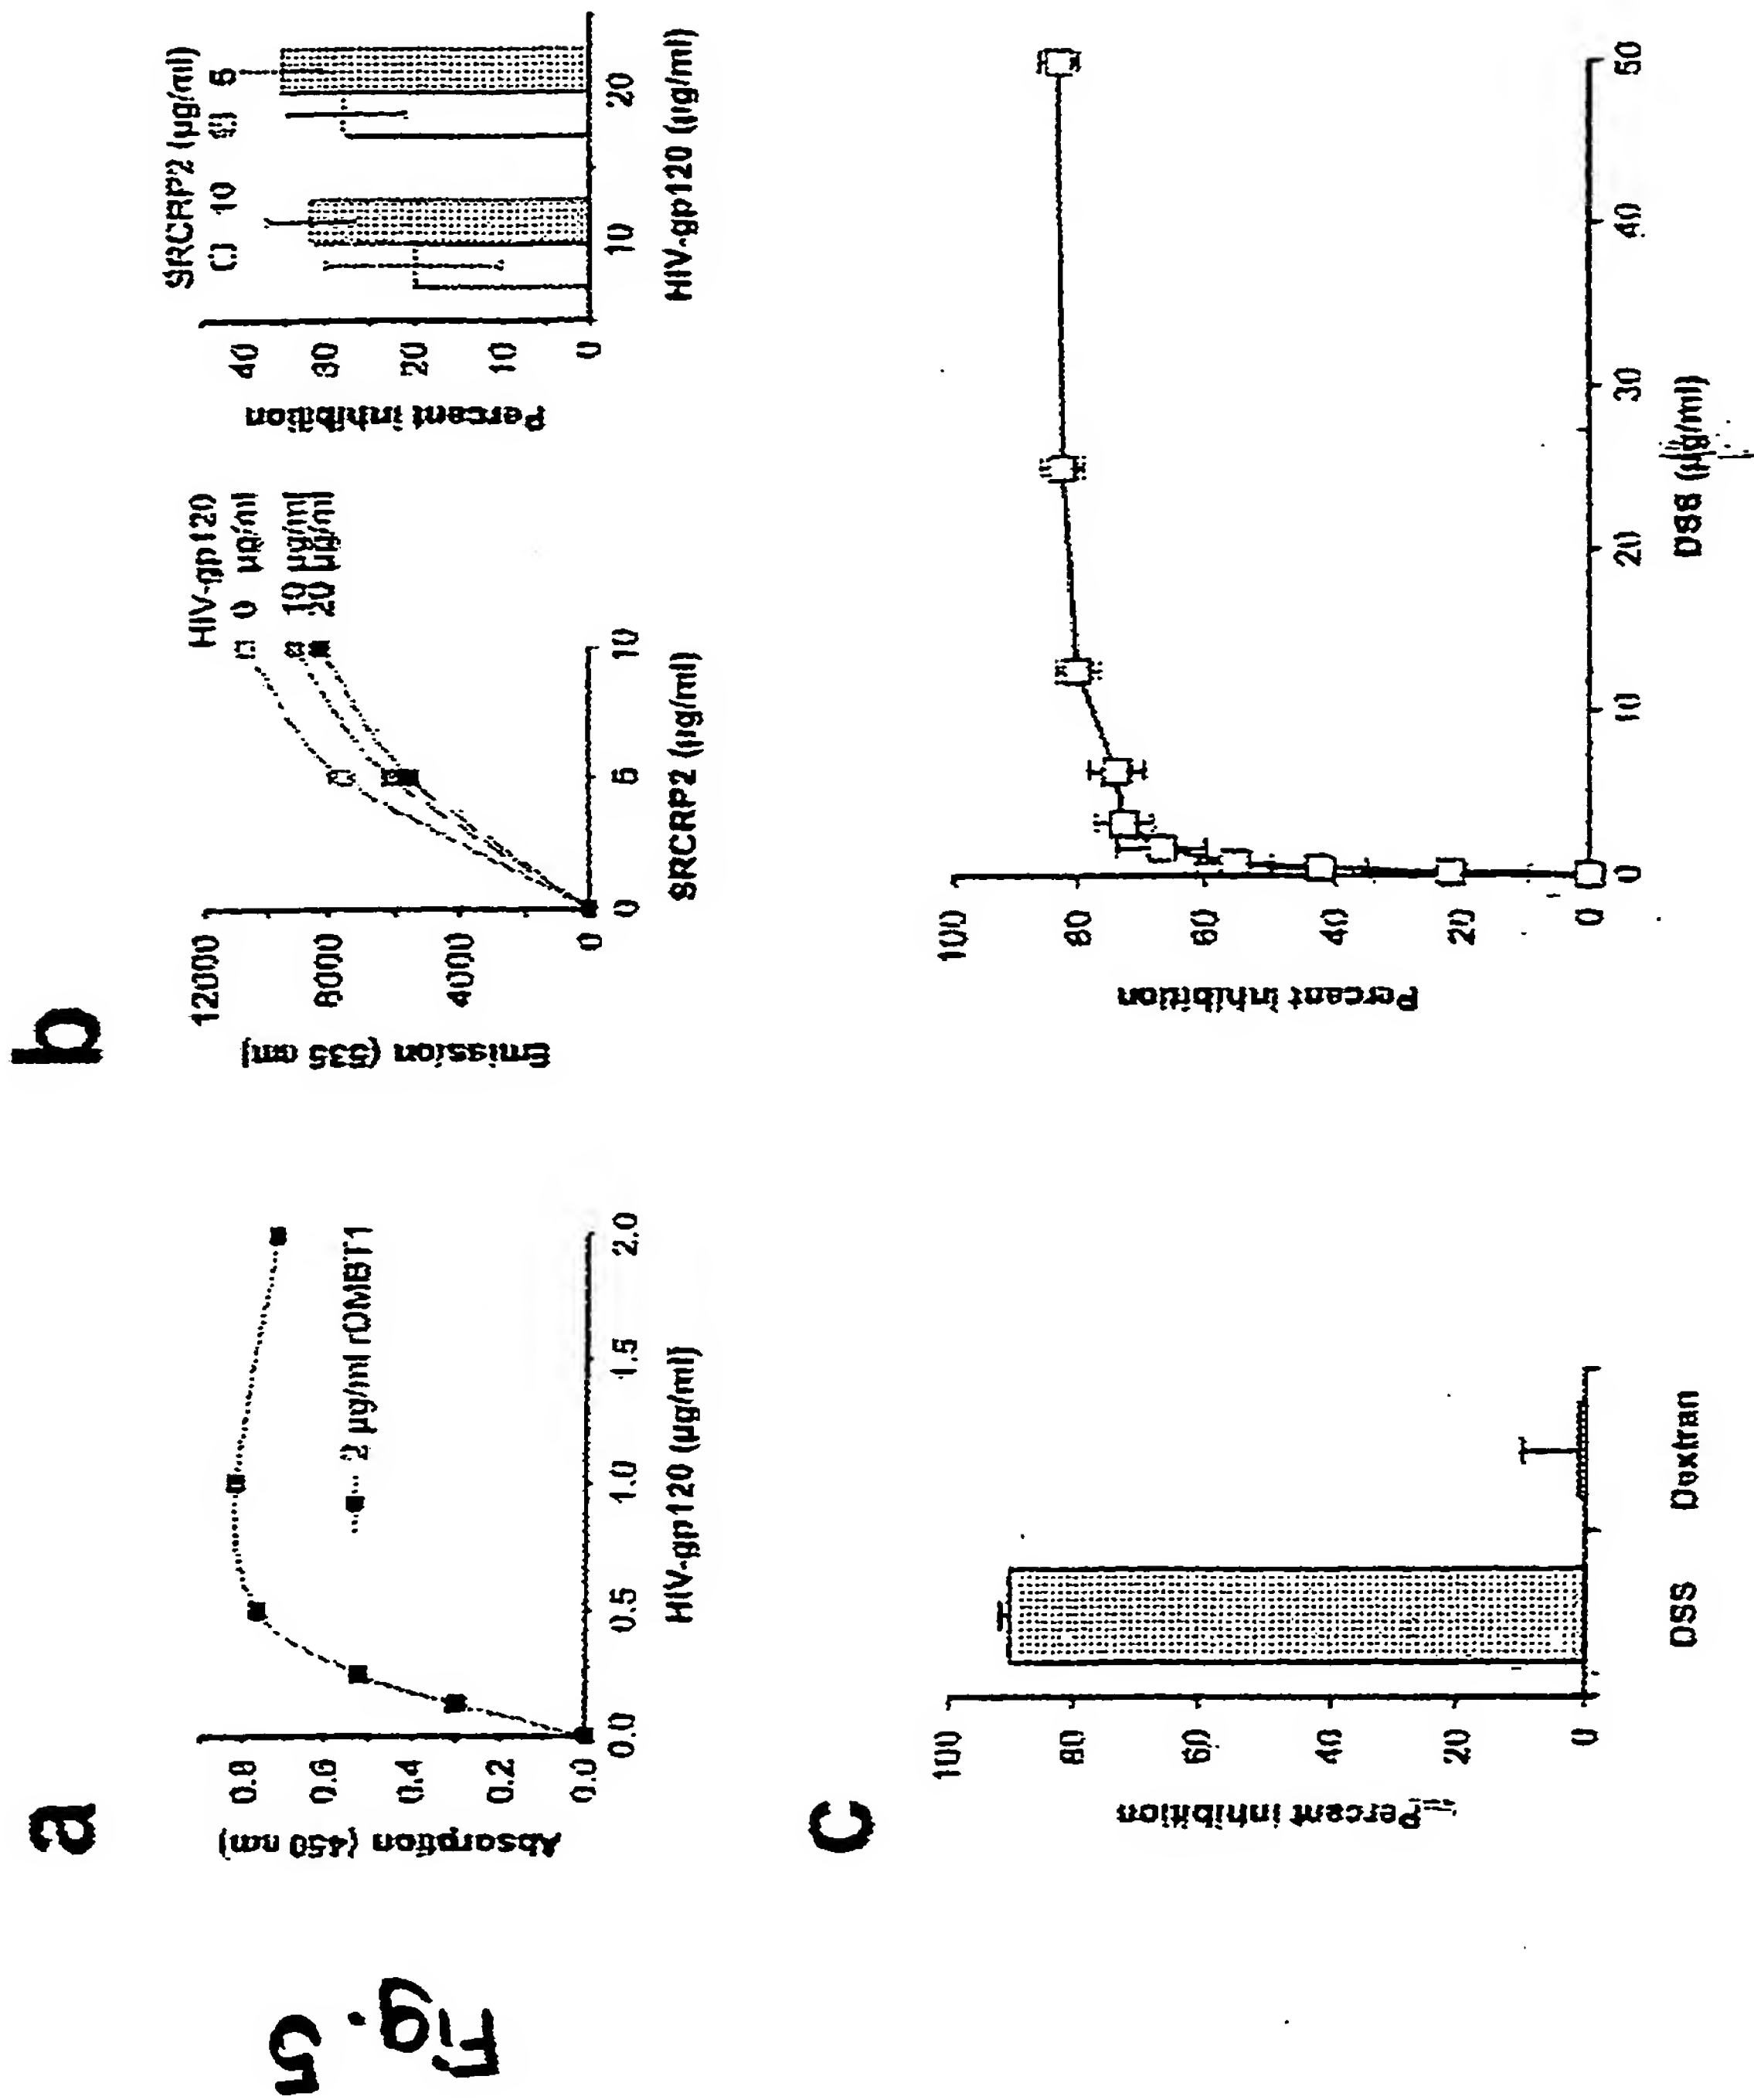 Fig. 5
a
Absorption (450 nm)
0.8
0.6
0.4
0.2
0.0
0.0
0.5
1.0
1.5
2.0
HIV-gp120 (µg/ml)
2 µg/ml rDMBT1
b
Emission (535 nm)
12000
8000
4000
0
0
5
10
SRCRP2 (µg/ml)
HIV-gp120
0 µg/ml
10 µg/ml
20 µg/ml
Percent inhibition
40
30
20
10
0
SRCRP2 (µg/ml)
10
5
10
20
HIV-gp120 (µg/ml)
c
Percent inhibition
100
80
60
40
20
0
DSS
Dextran
Percent inhibition
100
80
60
40
20
0
0
10
20
30
40
50
DSS (µg/ml)